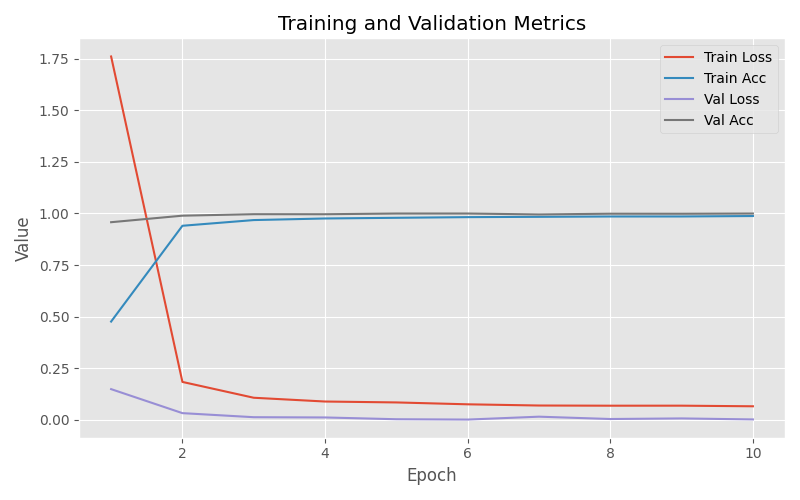 Training and Validation Metrics
Train Loss
Train Acc
Val Loss
Val Acc
1.75
1.50
1.25
1.00
0.75
0.50
0.25
0.00
Value
2 4 6 8 10
Epoch